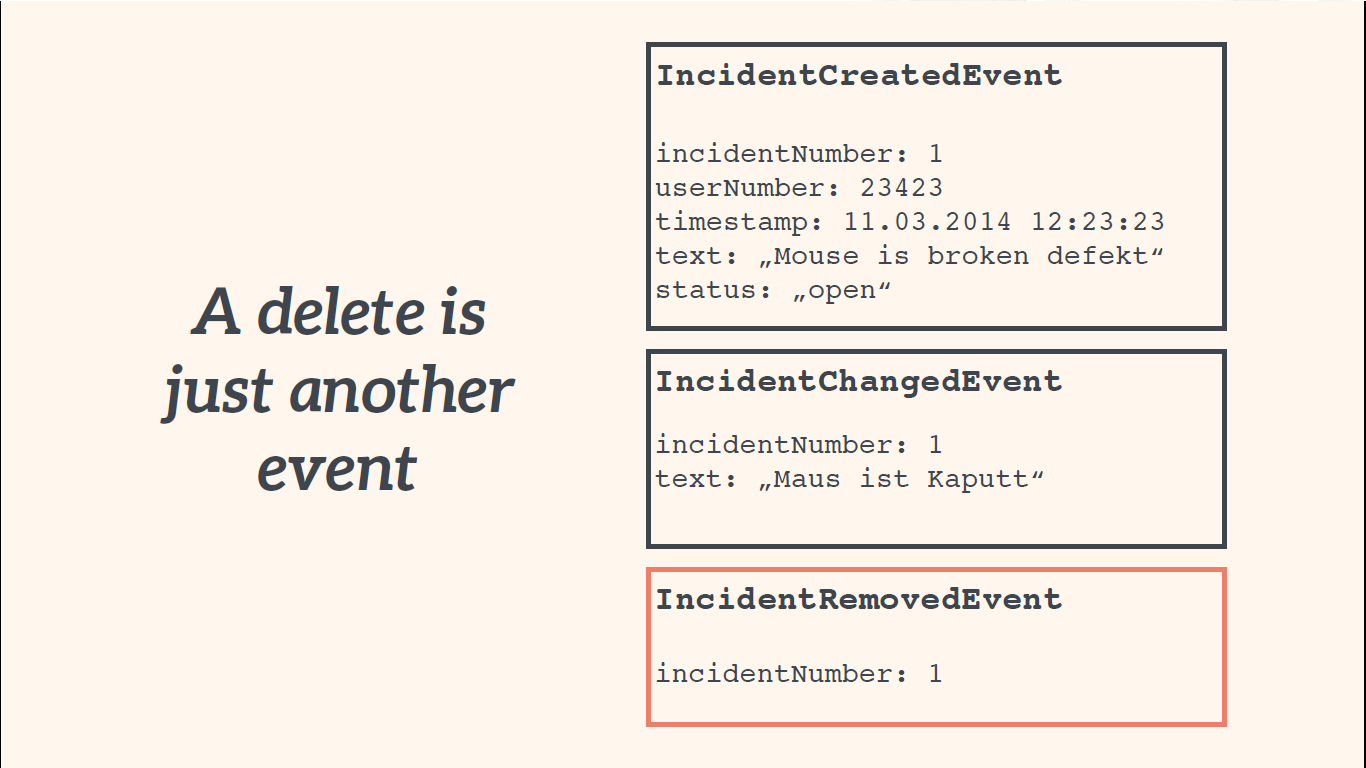 A delete is
just another
event
IncidentCreatedEvent
incidentNumber: 1
userNumber: 23423
timestamp: 11.03.2014 12:23:23
text: „Mouse is broken defekt“
status: „open“
IncidentChangedEvent
incidentNumber: 1
text: „Maus ist Kaputt“
IncidentRemovedEvent
incidentNumber: 1